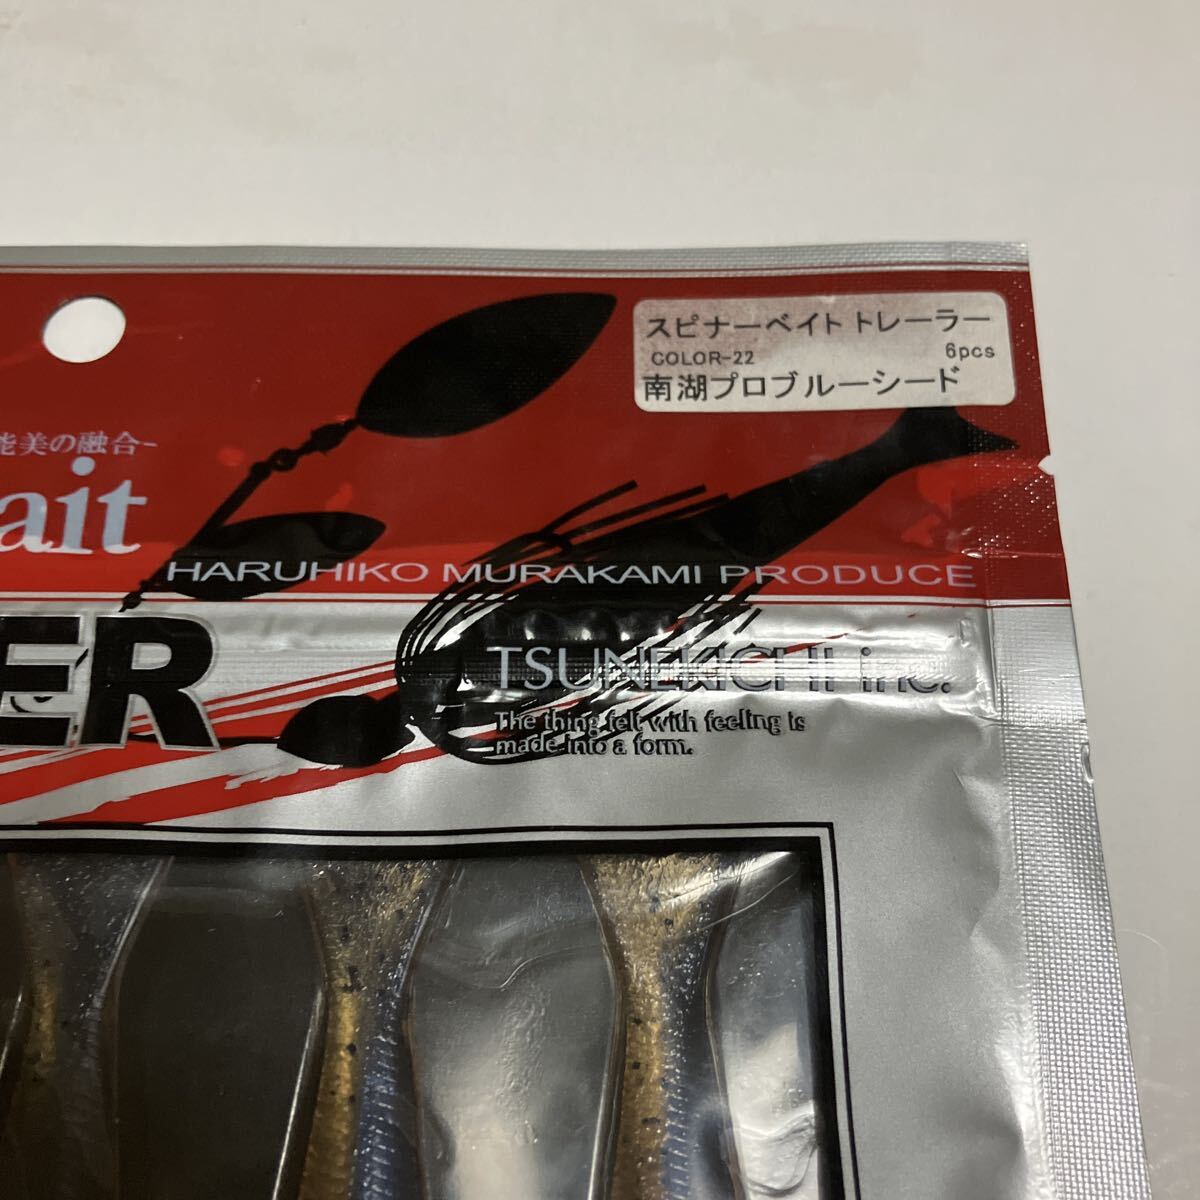 スピナーベイト トレーラー
COLOR-22 6pcs
南湖プロブルーシード
能美の融合-
ait
HARUHIKO MURAKAMI PRODUCE
ER
TSUNEKICHI inc.
The thing felt with feeling is
made into a form.